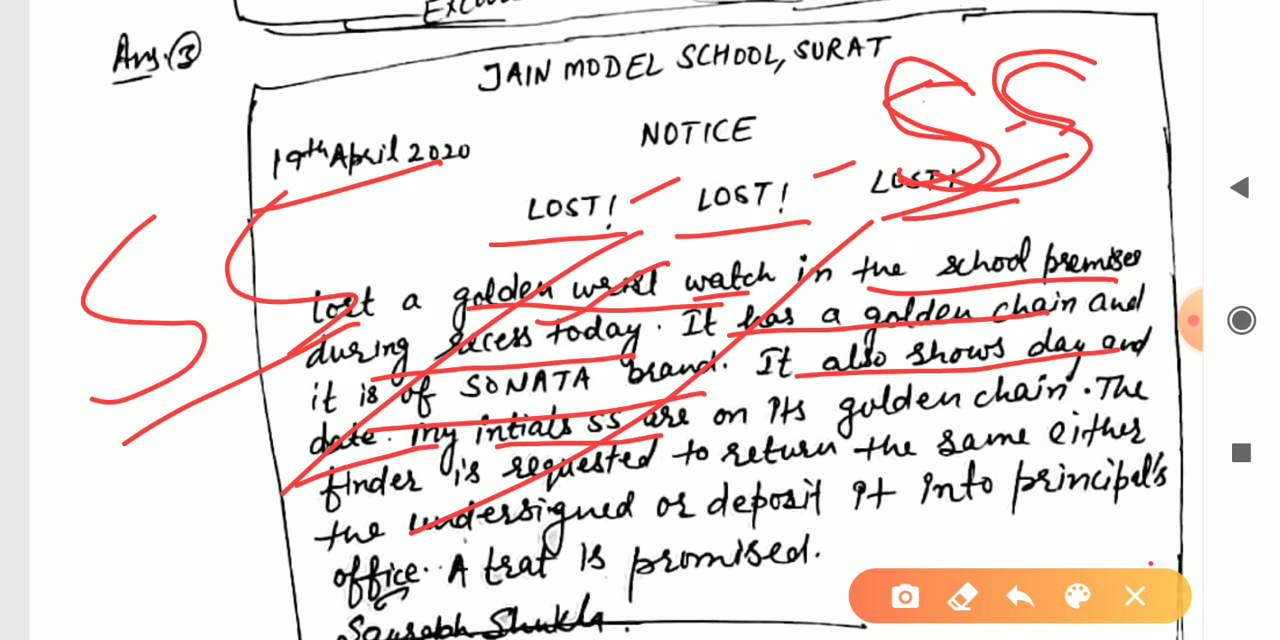 Ans.③
JAIN MODEL SCHOOL, SURAT
NOTICE
19th April 2020
LOST! LOST! LOST!
SS
lost a golden wrist watch in the school premises
during recess today. It has a golden chain and
it is of SONATA brand. It also shows day and
date. my intials SS are on its golden chain. The
finder is requested to return the same either
the undersigned or deposit it into principal's
office. A trat is promised.
Saurabh Shukla.